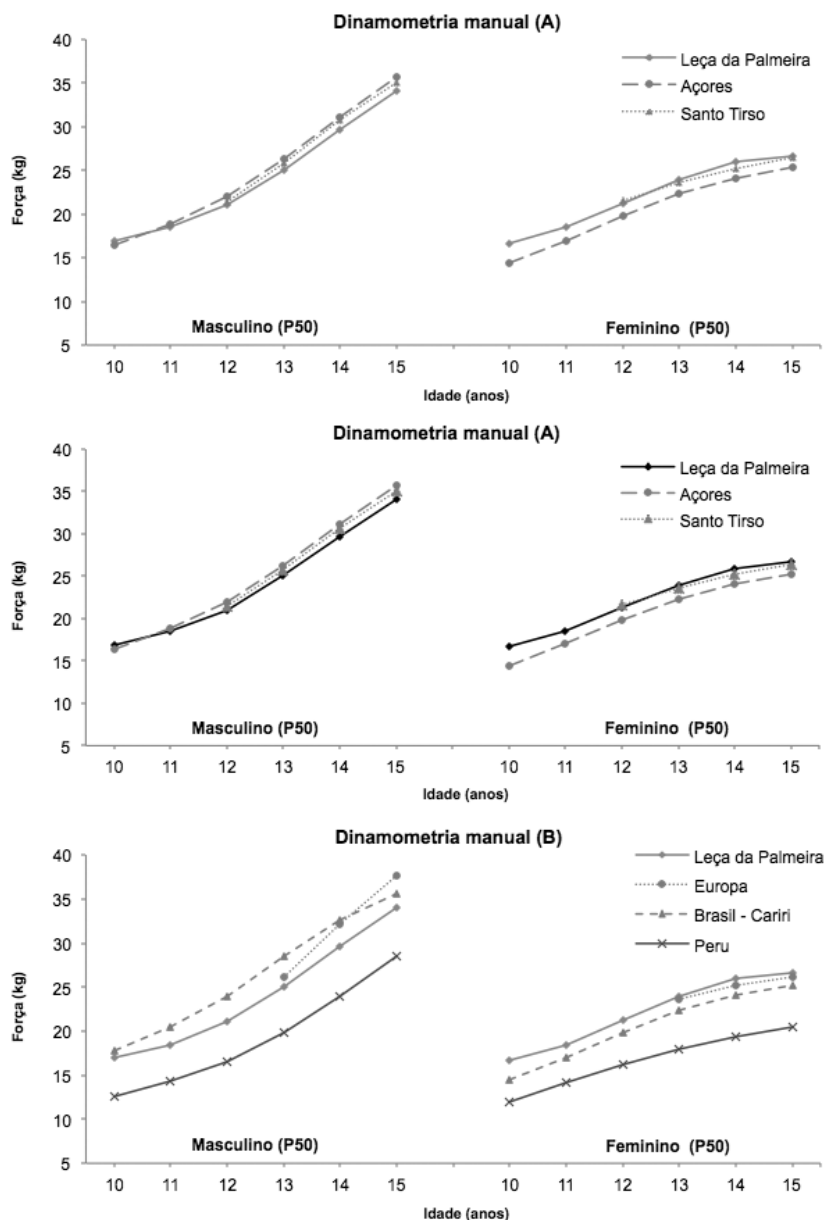 Dinamometria manual (A)
40
35
30
25
20
15
10
5
Força (kg)
Leça da Palmeira
Açores
Santo Tirso
Masculino (P50)
Feminino (P50)
10 11 12 13 14 15 10 11 12 13 14 15
Idade (anos)
Dinamometria manual (A)
40
35
30
25
20
15
10
5
Força (kg)
Leça da Palmeira
Açores
Santo Tirso
Masculino (P50)
Feminino (P50)
10 11 12 13 14 15 10 11 12 13 14 15
Idade (anos)
Dinamometria manual (B)
40
35
30
25
20
15
10
5
Força (kg)
Leça da Palmeira
Europa
Brasil - Cariri
Peru
Masculino (P50)
Feminino (P50)
10 11 12 13 14 15 10 11 12 13 14 15
Idade (anos)